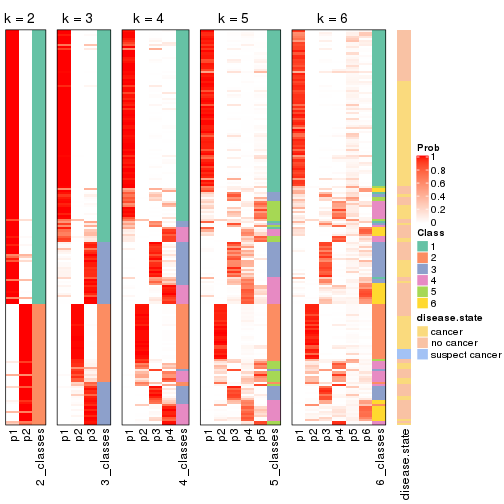 k = 2
k = 3
k = 4
k = 5
k = 6
Prob
1
0.8
0.6
0.4
0.2
0
Class
1
2
3
4
5
6
disease.state
cancer
no cancer
suspect cancer
p1
p2
2_classes
p1
p2
p3
3_classes
p1
p2
p3
p4
4_classes
p1
p2
p3
p4
p5
5_classes
p1
p2
p3
p4
p5
p6
6_classes
disease.state